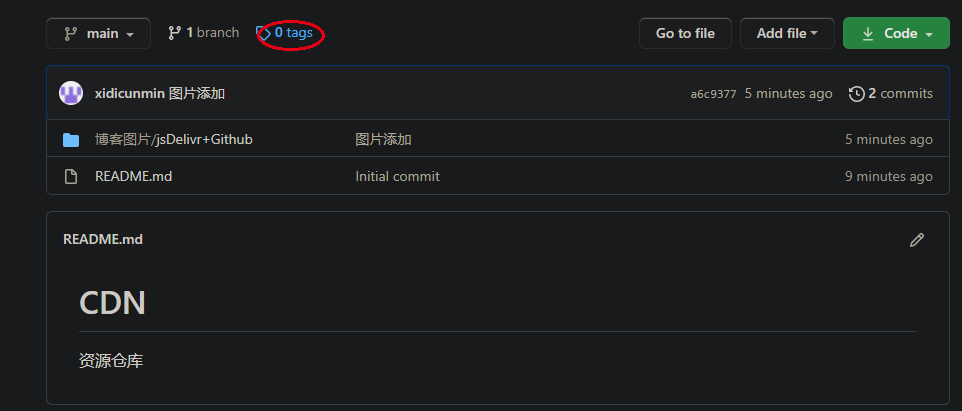 main 1 branch 0 tags Go to file Add file Code
xidicunmin 图片添加 a6c9377 5 minutes ago 2 commits
博客图片/jsDelivr+Github 图片添加 5 minutes ago
README.md Initial commit 9 minutes ago
README.md
CDN
资源仓库